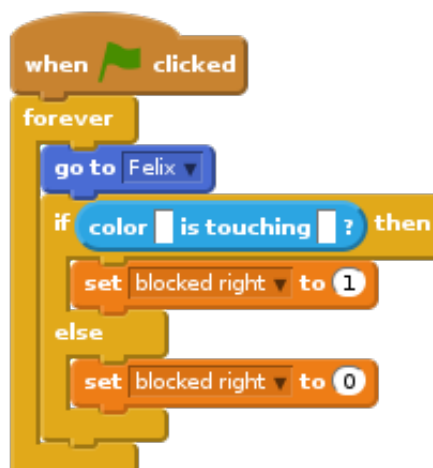 when clicked
forever
go to Felix
if color is touching ? then
set blocked right to 1
else
set blocked right to 0